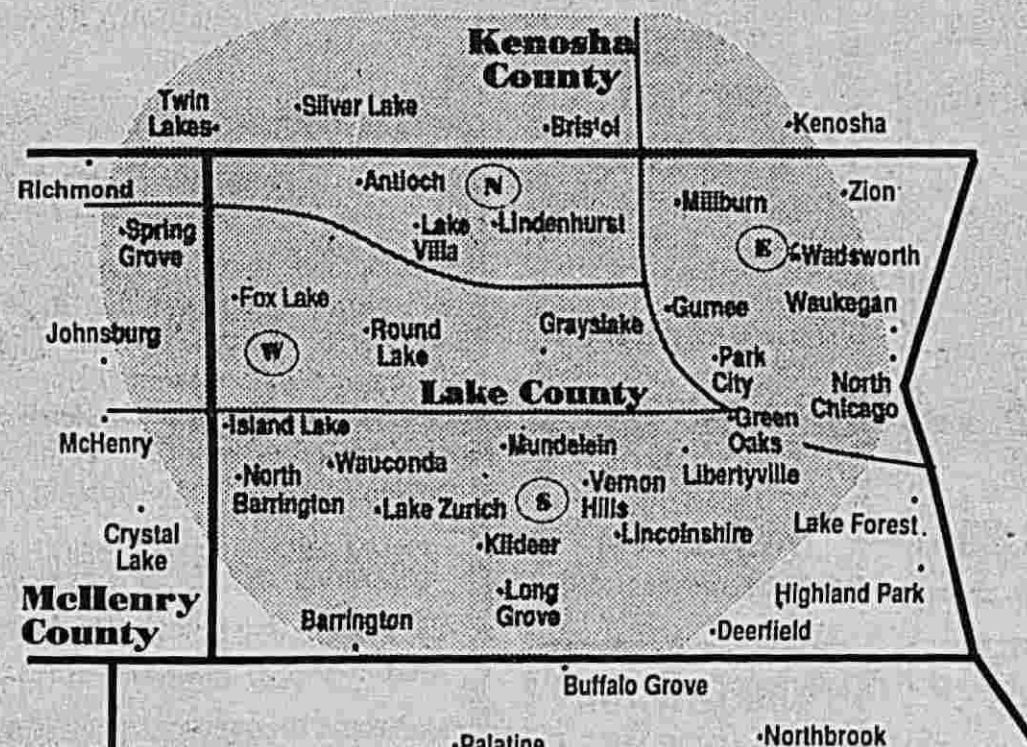 Kenosha
County
Twin
Lakes
Silver Lake
Bristol
Kenosha
Richmond
Antioch
N
Millburn
Zion
Spring
Grove
Lake
Villa
Lindenhurst
E
Wadsworth
Fox Lake
Gurnee
Waukegan
Johnsburg
W
Round
Lake
Grayslake
Park
City
North
Chicago
Lake County
McHenry
Island Lake
Green
Oaks
Mundelein
Wauconda
North
Barrington
Vernon
Hills
Libertyville
Lake Zurich
S
Crystal
Lake
Kildeer
Lincolnshire
Lake Forest
McHenry
County
Long
Grove
Highland Park
Barrington
Deerfield
Buffalo Grove
Palatine
Northbrook